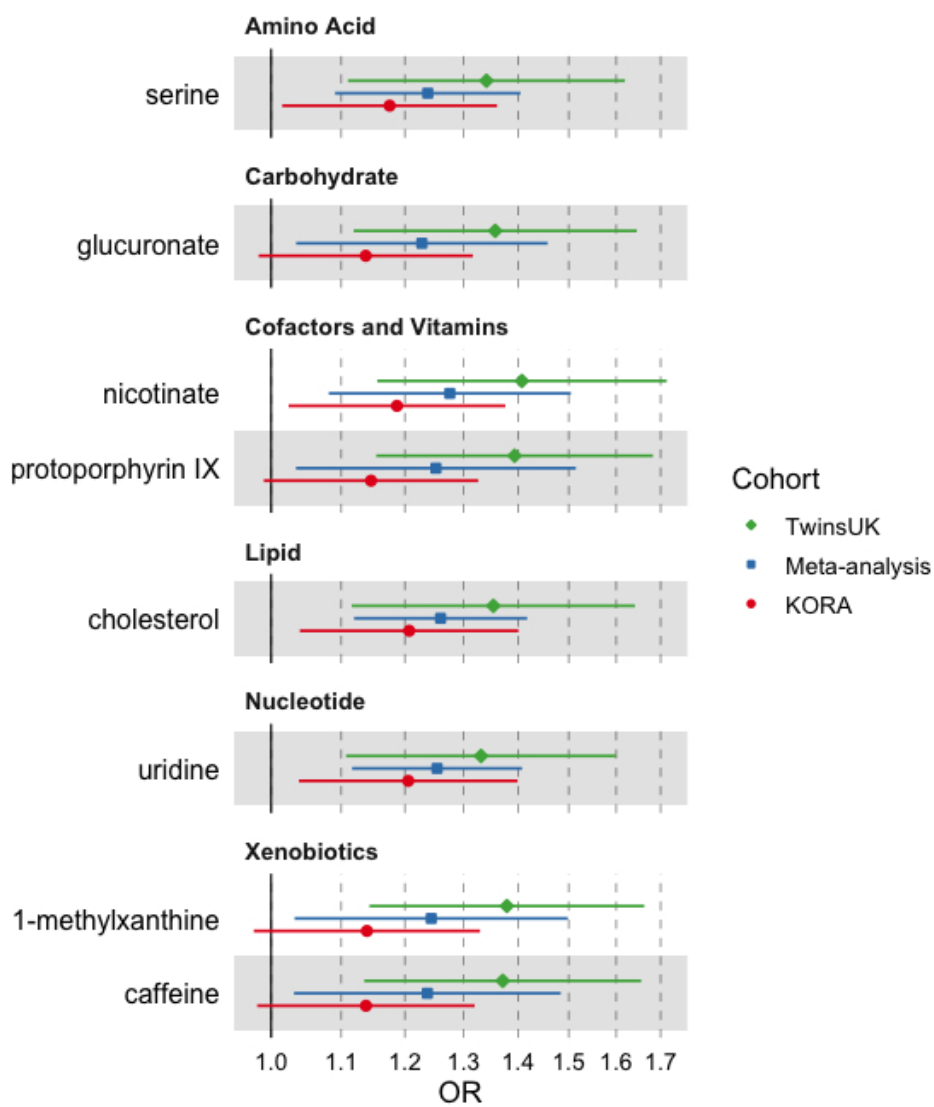 Amino Acid
serine
Carbohydrate
glucuronate
Cofactors and Vitamins
nicotinate
protoporphyrin IX
Lipid
cholesterol
Nucleotide
uridine
Xenobiotics
1-methylxanthine
caffeine
1.0 1.1 1.2 1.3 1.4 1.5 1.6 1.7
OR
Cohort
TwinsUK
Meta-analysis
KORA